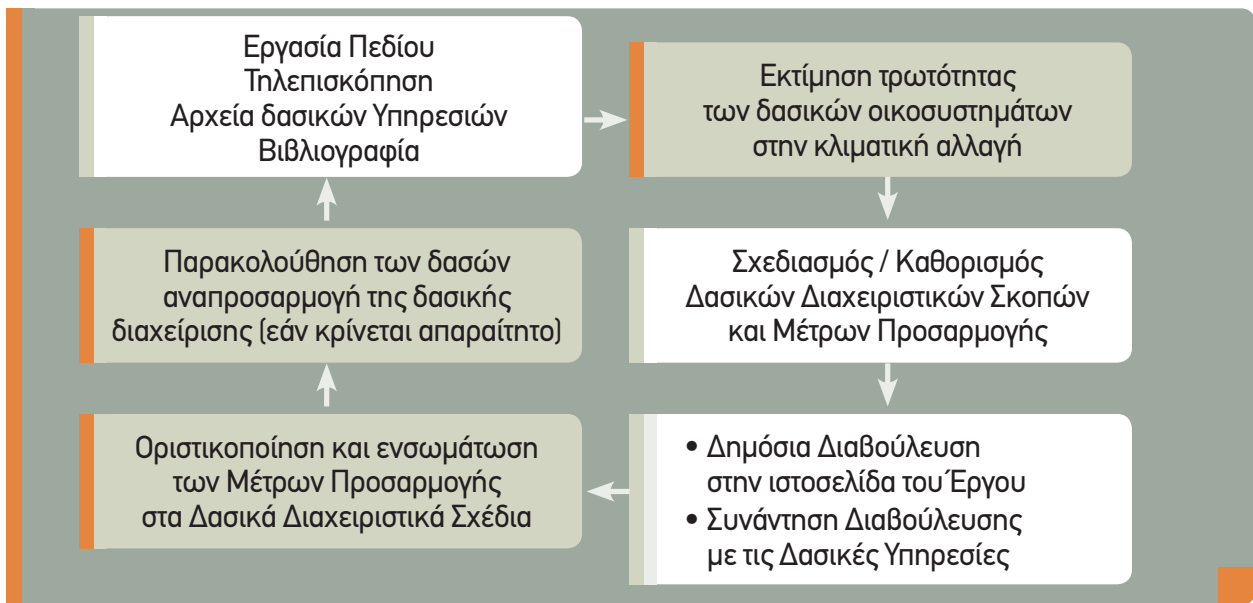 Εργασία Πεδίου
Τηλεπισκόπηση
Αρχεία δασικών Υπηρεσιών
Βιβλιογραφία
Εκτίμηση τρωτότητας
των δασικών οικοσυστημάτων
στην κλιματική αλλαγή
Σχεδιασμός / Καθορισμός
Δασικών Διαχειριστικών Σκοπών
και Μέτρων Προσαρμογής
• Δημόσια Διαβούλευση
στην ιστοσελίδα του Έργου
• Συνάντηση Διαβούλευσης
με τις Δασικές Υπηρεσίες
Οριστικοποίηση και ενσωμάτωση
των Μέτρων Προσαρμογής
στα Δασικά Διαχειριστικά Σχέδια
Παρακολούθηση των δασών
αναπροσαρμογή της δασικής
διαχείρισης (εάν κρίνεται απαραίτητο)